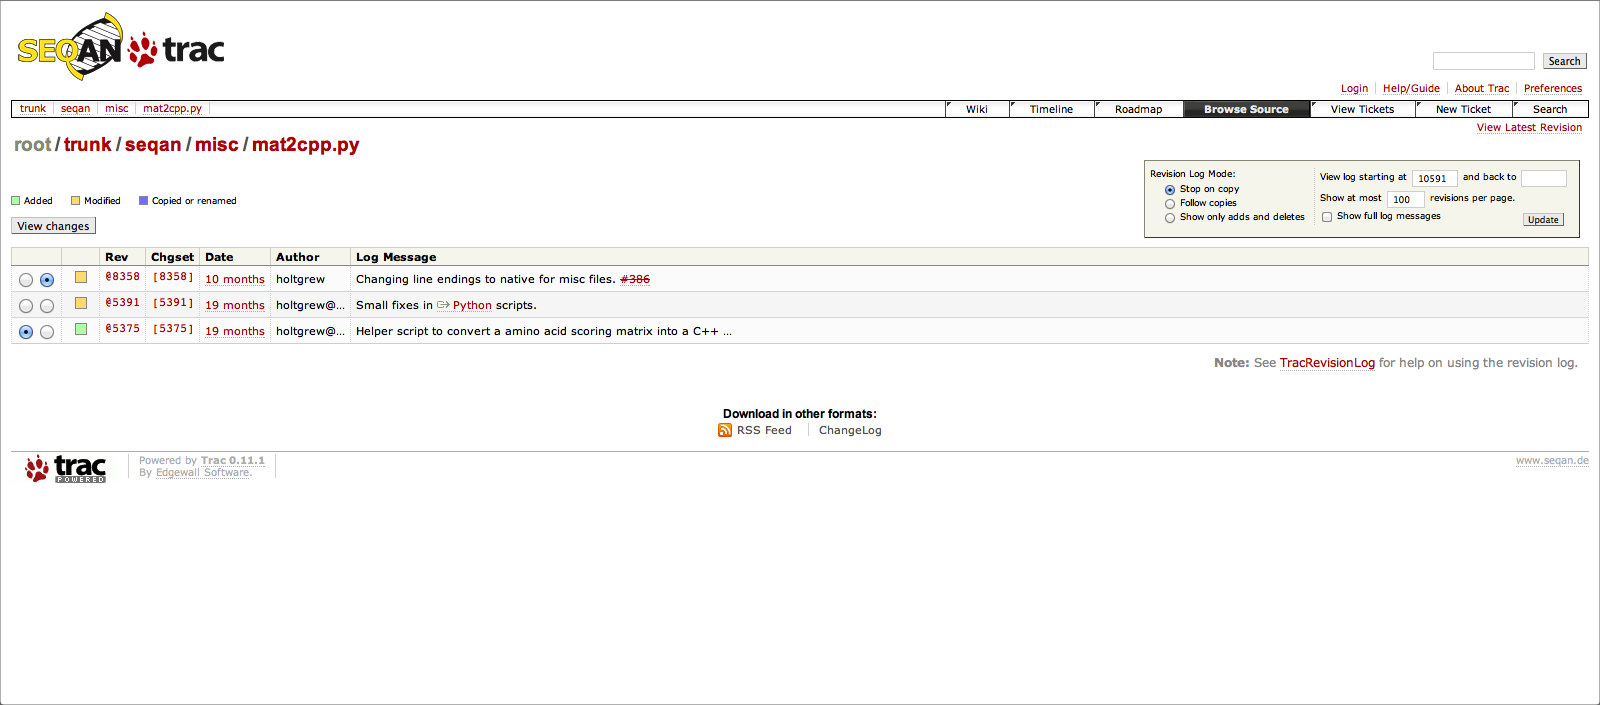 SEQAN trac
Search
Login Help/Guide About Trac Preferences
trunk seqan misc mat2cpp.py Wiki Timeline Roadmap Browse Source View Tickets New Ticket Search
View Latest Revision
root / trunk / seqan / misc / mat2cpp.py
Revision Log Mode:
Stop on copy
Follow copies
Show only adds and deletes
View log starting at 10591 and back to
Show at most 100 revisions per page.
Show full log messages
Update
Added Modified Copied or renamed
View changes
Rev Chgset Date Author Log Message
@8358 [8358] 10 months holtgrew Changing line endings to native for misc files. #386
@5391 [5391] 19 months holtgrew@... Small fixes in Python scripts.
@5375 [5375] 19 months holtgrew@... Helper script to convert a amino acid scoring matrix into a C++ ...
Note: See TracRevisionLog for help on using the revision log.
Download in other formats:
RSS Feed ChangeLog
trac
POWERED
Powered by Trac 0.11.1
By Edgewall Software.
www.seqan.de